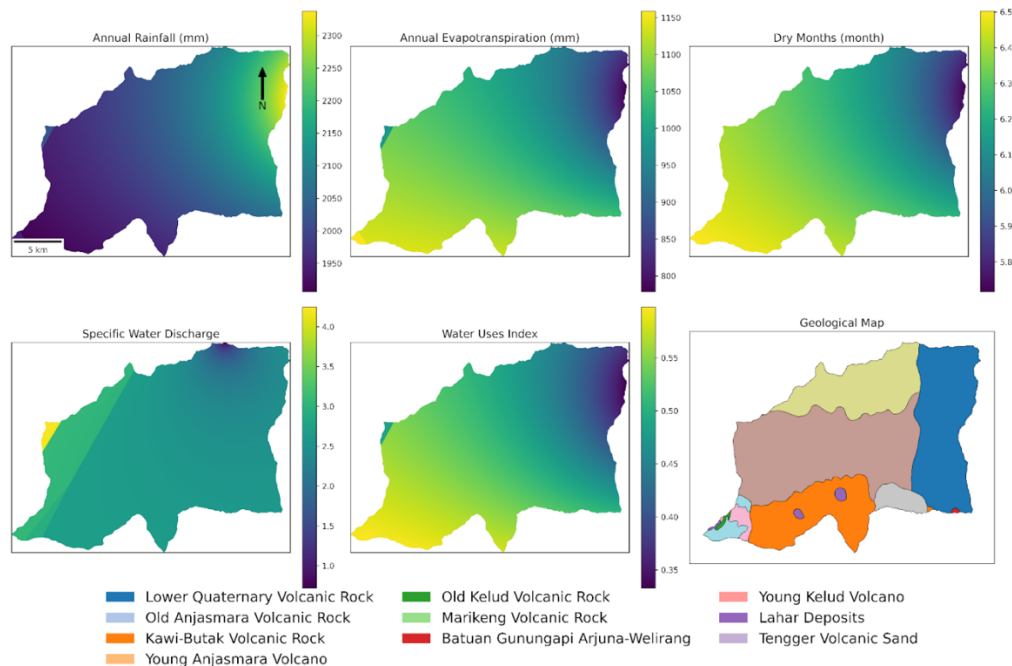 Annual Rainfall (mm)
N
5 km
2300
2250
2200
2150
2100
2050
2000
1950
Annual Evapotranspiration (mm)
1150
1100
1050
1000
950
900
850
800
Dry Months (month)
6.5
6.4
6.3
6.2
6.1
6.0
5.9
5.8
Specific Water Discharge
4.0
3.5
3.0
2.5
2.0
1.5
1.0
Water Uses Index
0.55
0.50
0.45
0.40
0.35
Geological Map
Lower Quaternary Volcanic Rock
Old Anjasmara Volcanic Rock
Kawi-Butak Volcanic Rock
Young Anjasmara Volcano
Old Kelud Volcanic Rock
Marikeng Volcanic Rock
Batuan Gunungapi Arjuna-Welirang
Young Kelud Volcano
Lahar Deposits
Tengger Volcanic Sand